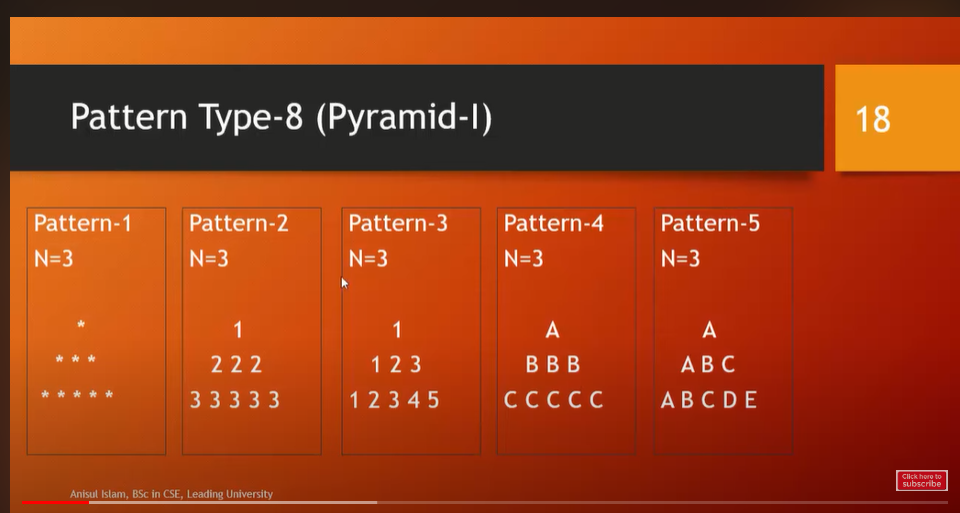 Pattern Type-8 (Pyramid-I)
18
Pattern-1
N=3
*
* * *
* * * * *
Pattern-2
N=3
1
2 2 2
3 3 3 3 3
Pattern-3
N=3
1
1 2 3
1 2 3 4 5
Pattern-4
N=3
A
B B B
C C C C C
Pattern-5
N=3
A
A B C
A B C D E
Anisul Islam, BSc in CSE, Leading University
Click here to
subscribe